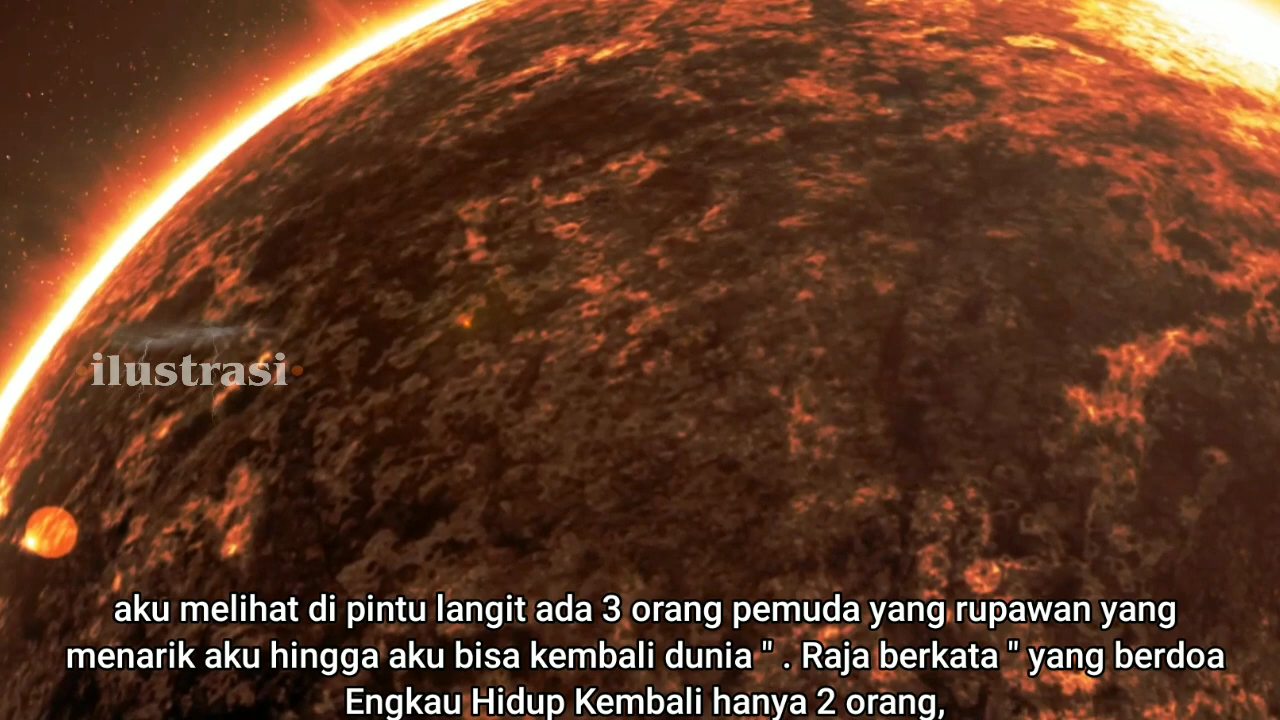 ilustrasi
aku melihat di pintu langit ada 3 orang pemuda yang rupawan yang
menarik aku hingga aku bisa kembali dunia " . Raja berkata " yang berdoa
Engkau Hidup Kembali hanya 2 orang,